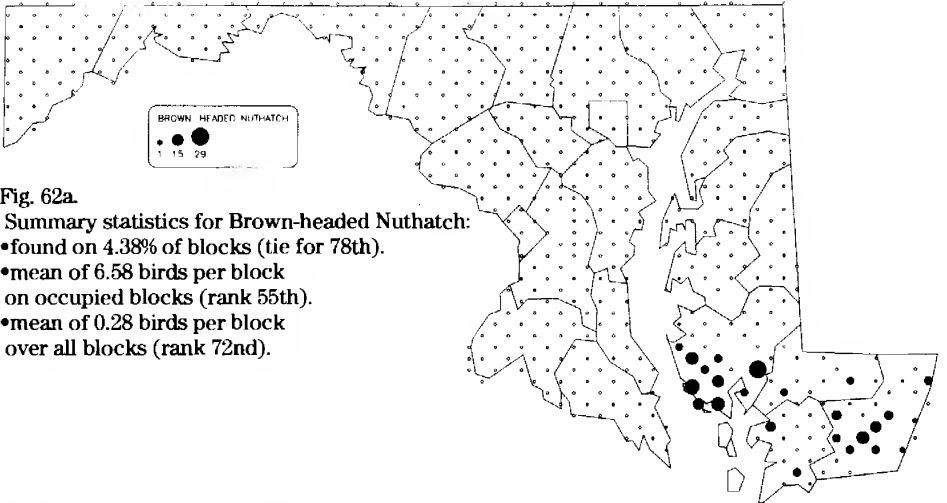 BROWN HEADED NUTHATCH
1 15 29
Fig. 62a.
Summary statistics for Brown-headed Nuthatch:
•found on 4.38% of blocks (tie for 78th).
•mean of 6.58 birds per block
on occupied blocks (rank 55th).
•mean of 0.28 birds per block
over all blocks (rank 72nd).